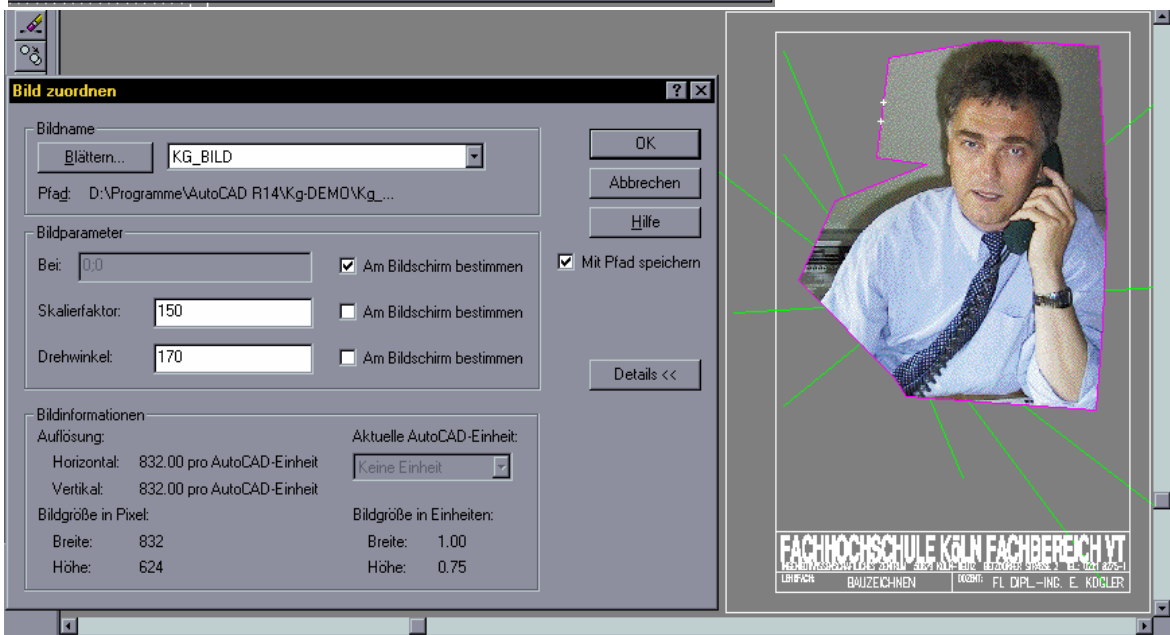 Bild zuordnen
Bildname
Blättern...
KG_BILD
OK
Pfad: D:\Programme\AutoCAD R14\Kg-DEMO\Kg_...
Abbrechen
Hilfe
Bildparameter
Bei: 0;0
Am Bildschirm bestimmen
Mit Pfad speichern
Skalierfaktor: 150
Am Bildschirm bestimmen
Drehwinkel: 170
Am Bildschirm bestimmen
Details <<
Bildinformationen
Auflösung:
Horizontal: 832.00 pro AutoCAD-Einheit
Vertikal: 832.00 pro AutoCAD-Einheit
Aktuelle AutoCAD-Einheit:
Keine Einheit
Bildgröße in Pixel:
Breite: 832
Höhe: 624
Bildgröße in Einheiten:
Breite: 1.00
Höhe: 0.75
FACHHOCHSCHULE KöLN FACHBEREICH VT
LEHRFACH: BAUZEICHNEN DOZENT: FL DIPL.-ING. E. KOGLER